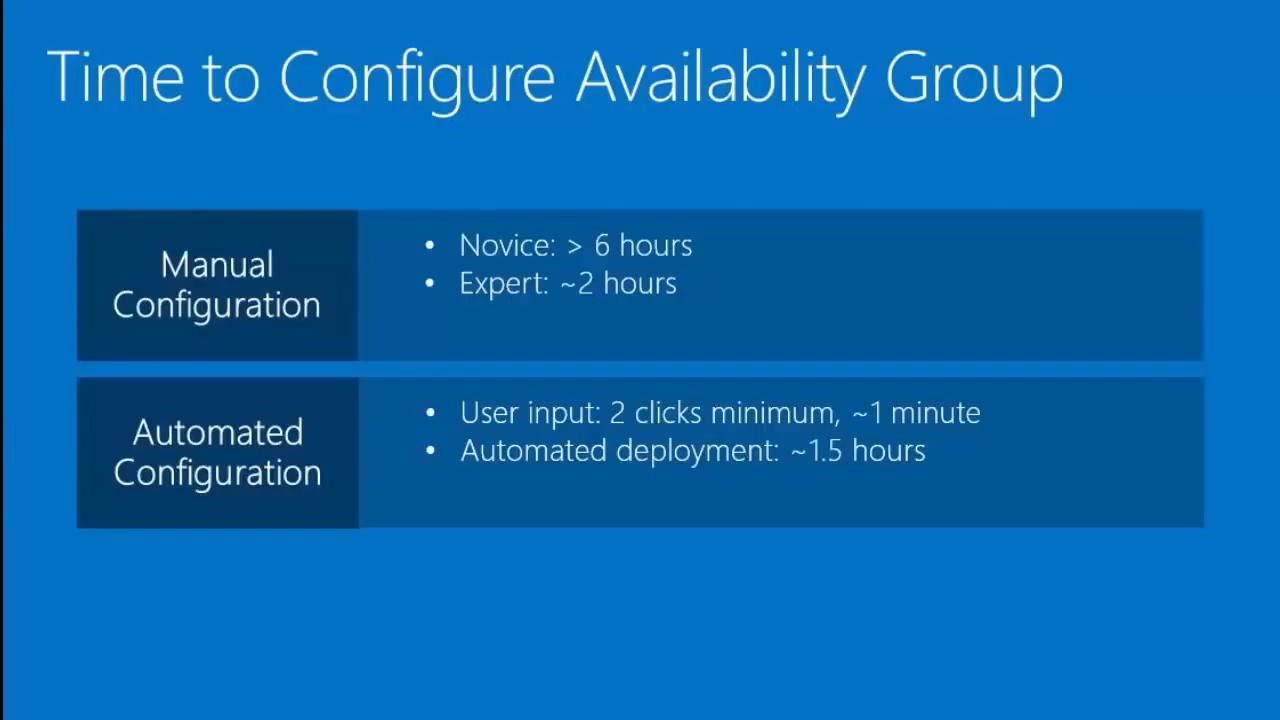 Time to Configure Availability Group
Manual
Configuration
• Novice: > 6 hours
• Expert: ~2 hours
Automated
Configuration
• User input: 2 clicks minimum, ~1 minute
• Automated deployment: ~1.5 hours